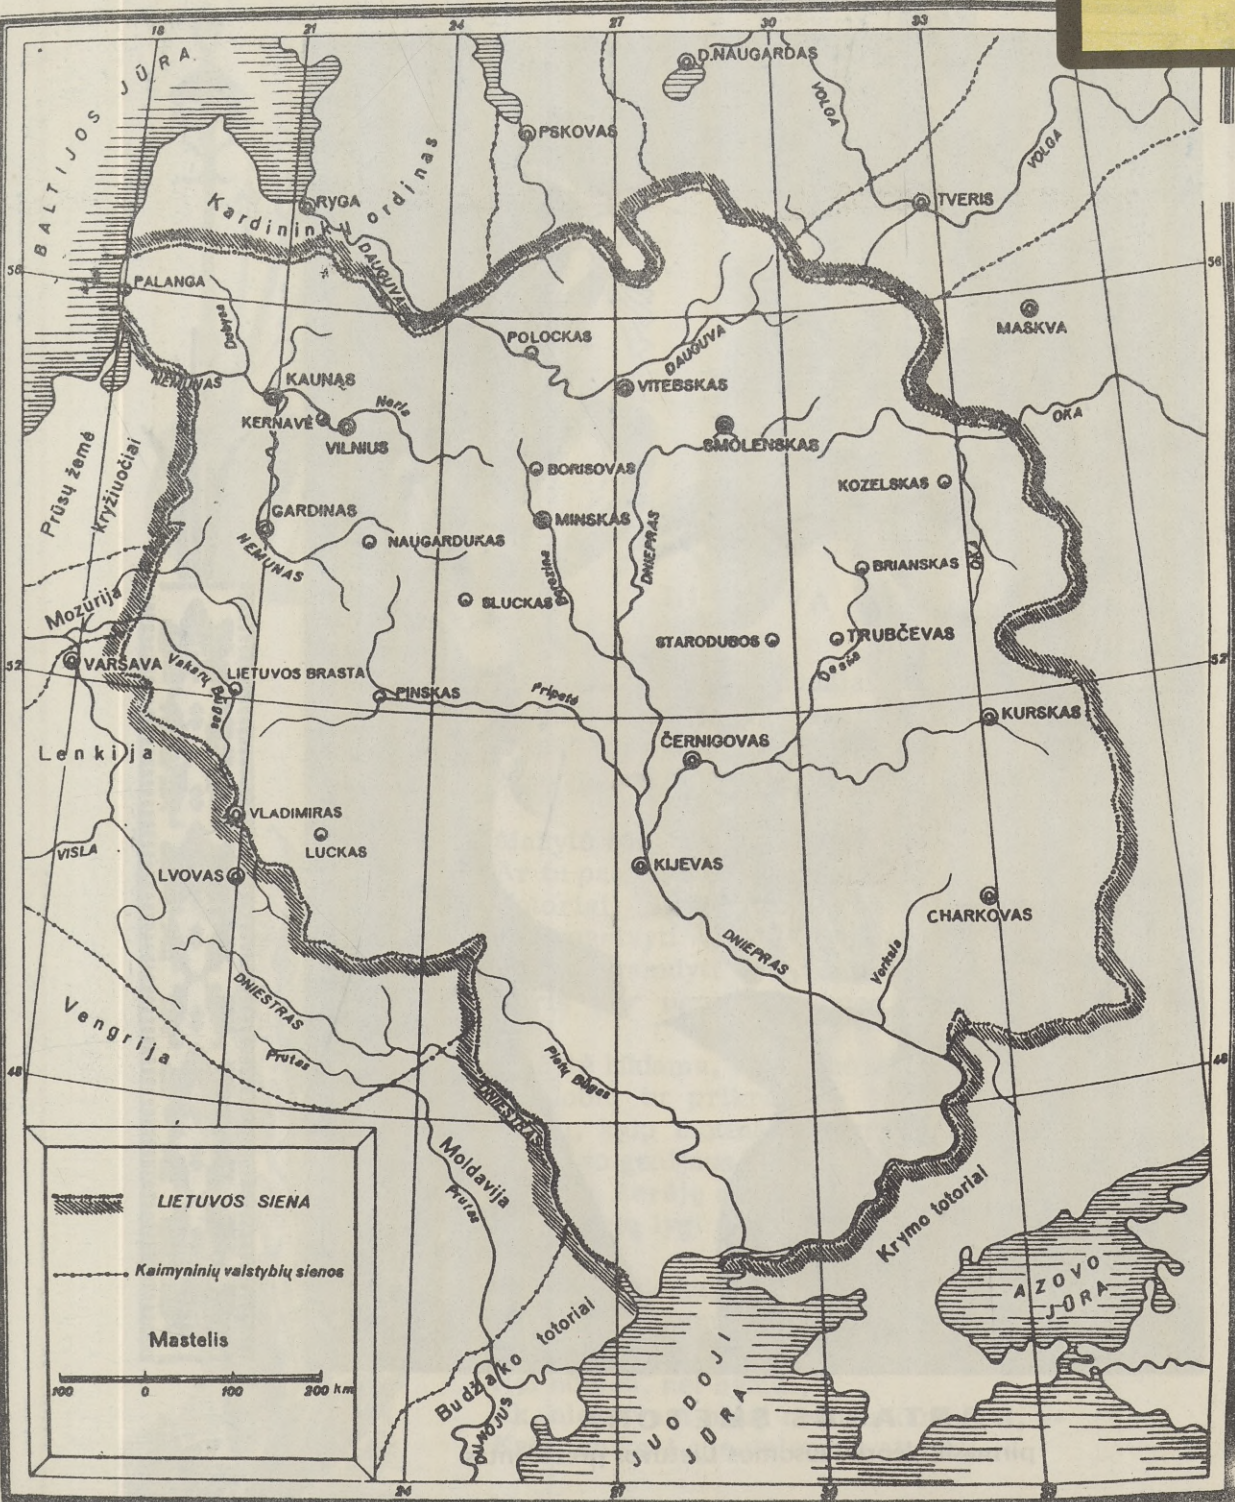 18
21
24
27
30
33
BALTIJOS JŪRA
D.NAUGARDAS
VOLGA
VOLGA
PSKOVAS
Kardininkų ordinas
RYGA
TVERIS
DAUGUVA
56
56
PALANGA
MASKVA
Dubysa
POLOCKAS
DAUGUVA
NEMUNAS
KAUNAS
VITEBSKAS
KERNAVĖ
Neris
VILNIUS
OKA
SMOLENSKAS
Prūsų žemė
Kryžiuočiai
BORISOVAS
KOZELSKAS
GARDINAS
MINSKAS
NAUGARDUKAS
DNIEPRAS
NEMUNAS
OKA
BRIANSKAS
Mozūrija
SLUCKAS
STARODUBOS
TRUBČEVAS
52
52
VARŠAVA
Vakarų Būgas
LIETUVOS BRASTA
PINSKAS
Pripetė
KURSKAS
ČERNIGOVAS
Lenkija
VLADIMIRAS
VISLA
LUCKAS
LVOVAS
KIJEVAS
CHARKOVAS
DNIEPRAS
Vorksla
DNIESTRAS
Vengrija
Prutas
Pietų Būgas
48
48
DNIESTRAS
Moldavija
Prutas
LIETUVOS SIENA
Kaimyninių valstybių sienos
Mastelis
100 0 100 200 km
Krymo totoriai
AZOVO
JŪRA
Budžiako totoriai
DUNOJUS
JUODOJI
JŪRA
24
27